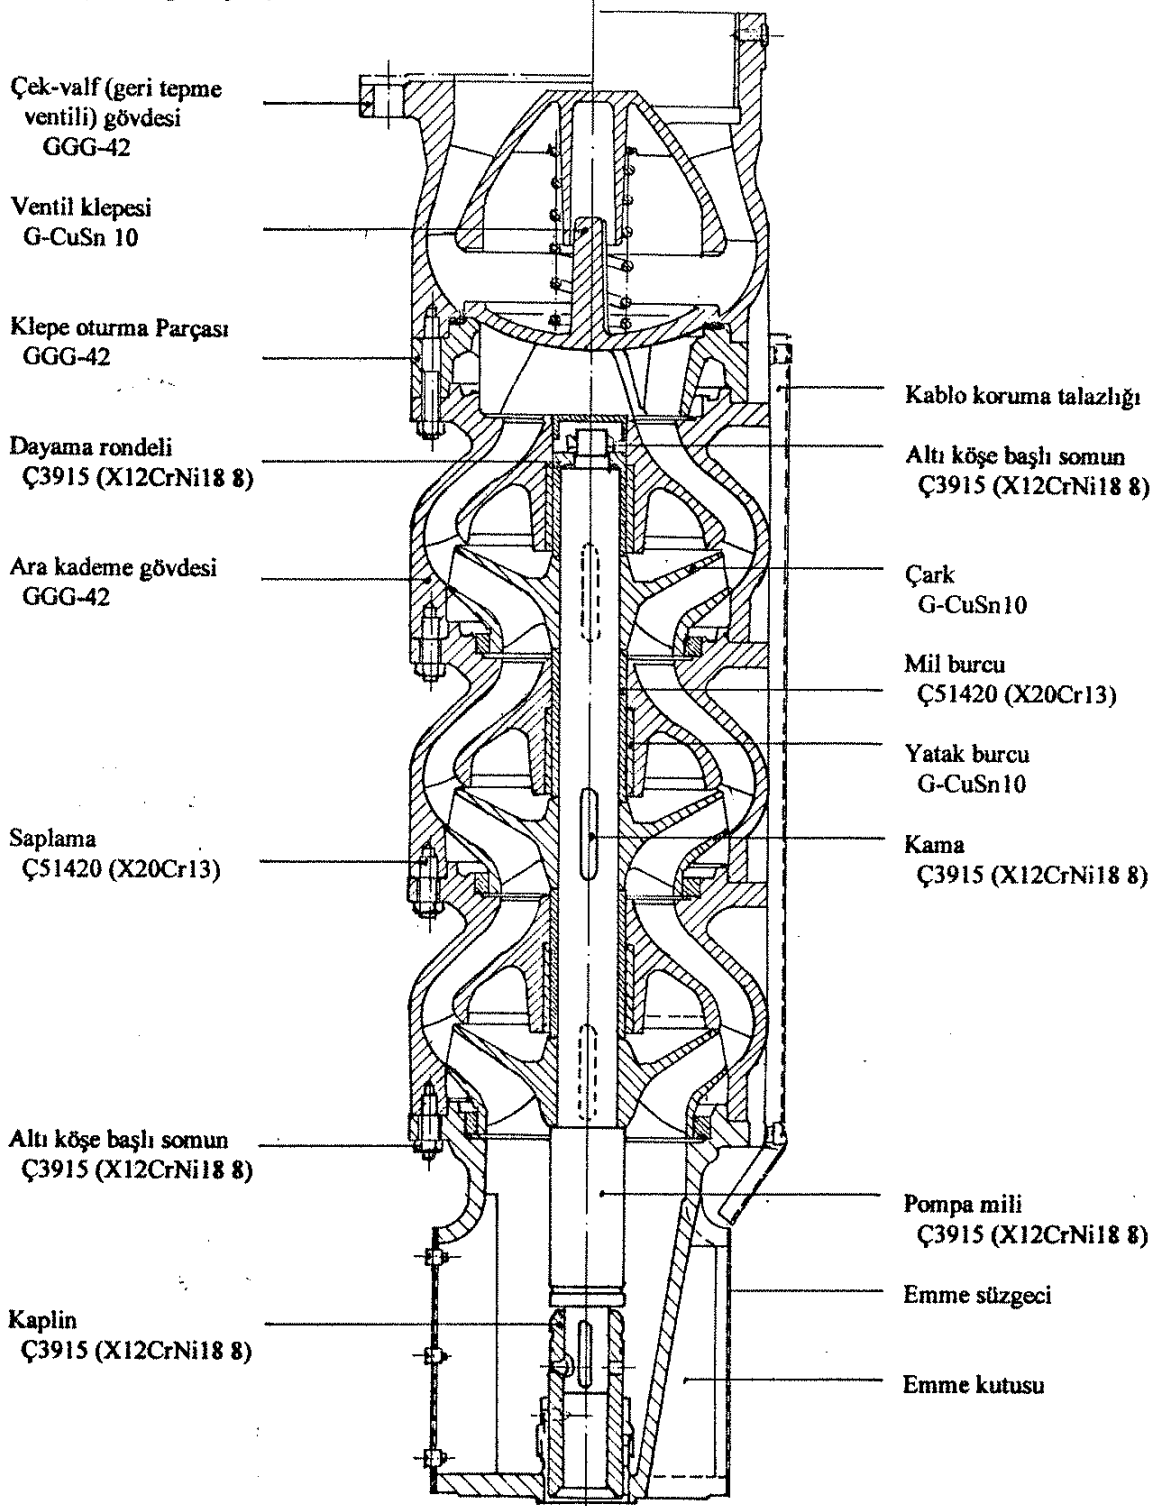 Çek-valf (geri tepme
ventili) gövdesi
GGG-42
Ventil klepesi
G-CuSn 10
Klepe oturma Parçası
GGG-42
Dayama rondeli
Ç3915 (X12CrNi18 8)
Ara kademe gövdesi
GGG-42
Saplama
Ç51420 (X20Cr13)
Altı köşe başlı somun
Ç3915 (X12CrNi18 8)
Kaplin
Ç3915 (X12CrNi18 8)
Kablo koruma talazlığı
Altı köşe başlı somun
Ç3915 (X12CrNi18 8)
Çark
G-CuSn10
Mil burcu
Ç51420 (X20Cr13)
Yatak burcu
G-CuSn10
Kama
Ç3915 (X12CrNi18 8)
Pompa mili
Ç3915 (X12CrNi18 8)
Emme süzgeci
Emme kutusu